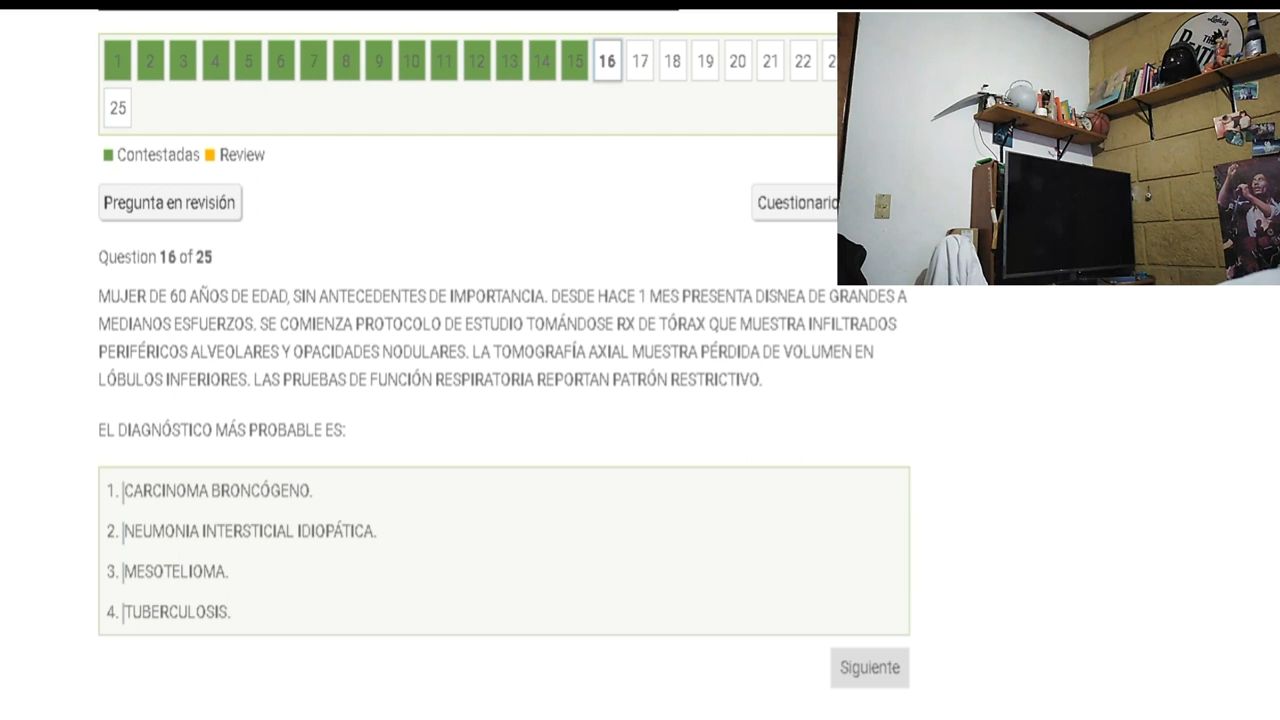 1 2 3 4 5 6 7 8 9 10 11 12 13 14 15 16 17 18 19 20 21 22
25
Contestadas Review
Pregunta en revisión
Cuestionario
Question 16 of 25
MUJER DE 60 AÑOS DE EDAD, SIN ANTECEDENTES DE IMPORTANCIA. DESDE HACE 1 MES PRESENTA DISNEA DE GRANDES A
MEDIANOS ESFUERZOS. SE COMIENZA PROTOCOLO DE ESTUDIO TOMÁNDOSE RX DE TÓRAX QUE MUESTRA INFILTRADOS
PERIFÉRICOS ALVEOLARES Y OPACIDADES NODULARES. LA TOMOGRAFÍA AXIAL MUESTRA PÉRDIDA DE VOLUMEN EN
LÓBULOS INFERIORES. LAS PRUEBAS DE FUNCIÓN RESPIRATORIA REPORTAN PATRÓN RESTRICTIVO.
EL DIAGNÓSTICO MÁS PROBABLE ES:
1. CARCINOMA BRONCÓGENO.
2. NEUMONIA INTERSTICIAL IDIOPÁTICA.
3. MESOTELIOMA.
4. TUBERCULOSIS.
Siguiente
Ludwig
THE